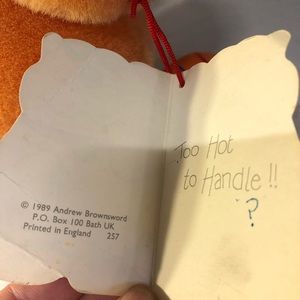 © 1989 Andrew Brownsword
P.O. Box 100 Bath UK
Printed in England 257
Too Hot
to Handle !!
?